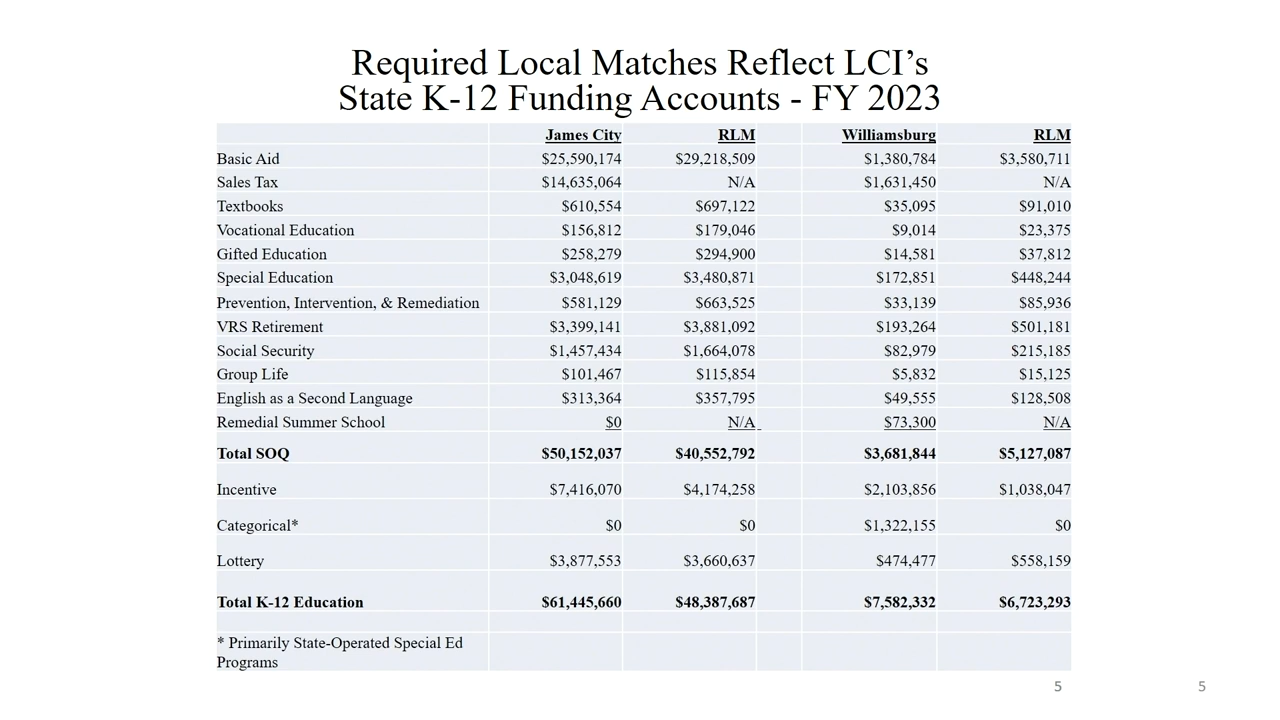 Required Local Matches Reflect LCI's
State K-12 Funding Accounts - FY 2023
James City RLM Williamsburg RLM
Basic Aid $25,590,174 $29,218,509 $1,380,784 $3,580,711
Sales Tax $14,635,064 N/A $1,631,450 N/A
Textbooks $610,554 $697,122 $35,095 $91,010
Vocational Education $156,812 $179,046 $9,014 $23,375
Gifted Education $258,279 $294,900 $14,581 $37,812
Special Education $3,048,619 $3,480,871 $172,851 $448,244
Prevention, Intervention, & Remediation $581,129 $663,525 $33,139 $85,936
VRS Retirement $3,399,141 $3,881,092 $193,264 $501,181
Social Security $1,457,434 $1,664,078 $82,979 $215,185
Group Life $101,467 $115,854 $5,832 $15,125
English as a Second Language $313,364 $357,795 $49,555 $128,508
Remedial Summer School $0 N/A $73,300 N/A
Total SOQ $50,152,037 $40,552,792 $3,681,844 $5,127,087
Incentive $7,416,070 $4,174,258 $2,103,856 $1,038,047
Categorical* $0 $0 $1,322,155 $0
Lottery $3,877,553 $3,660,637 $474,477 $558,159
Total K-12 Education $61,445,660 $48,387,687 $7,582,332 $6,723,293
* Primarily State-Operated Special Ed
Programs
5 5